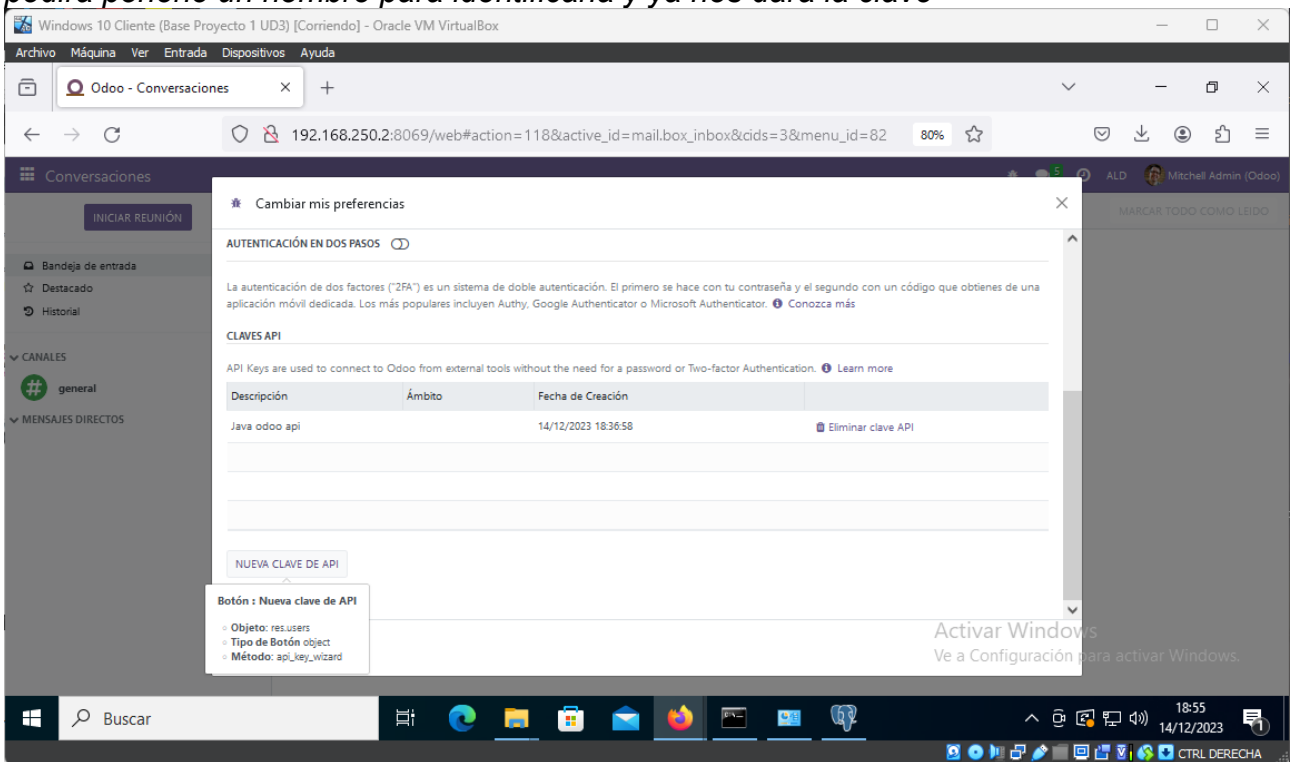 pedirá ponerle un nombre para identificarla y ya nos dará la clave
Windows 10 Cliente (Base Proyecto 1 UD3) [Corriendo] - Oracle VM VirtualBox
Archivo Máquina Ver Entrada Dispositivos Ayuda
Odoo - Conversaciones
192.168.250.2:8069/web#action=118&active_id=mail.box_inbox&cids=3&menu_id=82 80%
Conversaciones 5 ALD Mitchell Admin (Odoo)
INICIAR REUNIÓN
MARCAR TODO COMO LEIDO
Bandeja de entrada
Destacado
Historial
CANALES
general
MENSAJES DIRECTOS
Cambiar mis preferencias
AUTENTICACIÓN EN DOS PASOS
La autenticación de dos factores ("2FA") es un sistema de doble autenticación. El primero se hace con tu contraseña y el segundo con un código que obtienes de una
aplicación móvil dedicada. Los más populares incluyen Authy, Google Authenticator o Microsoft Authenticator. Conozca más
CLAVES API
API Keys are used to connect to Odoo from external tools without the need for a password or Two-factor Authentication. Learn more
Descripción Ámbito Fecha de Creación
Java odoo api 14/12/2023 18:36:58 Eliminar clave API
NUEVA CLAVE DE API
Botón : Nueva clave de API
Objeto: res.users
Tipo de Botón object
Método: api_key_wizard
Activar Windows
Ve a Configuración para activar Windows.
Buscar
18:55
14/12/2023
1
CTRL DERECHA